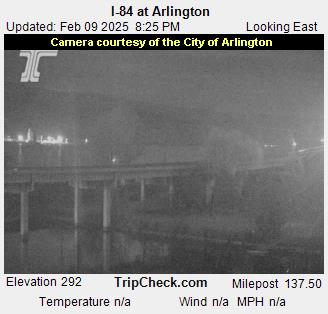 I-84 at Arlington
Updated: Feb 09 2025 8:25 PM Looking East
Camera courtesy of the City of Arlington
Elevation 292 TripCheck.com Milepost 137.50
Temperature n/a Wind n/a MPH n/a